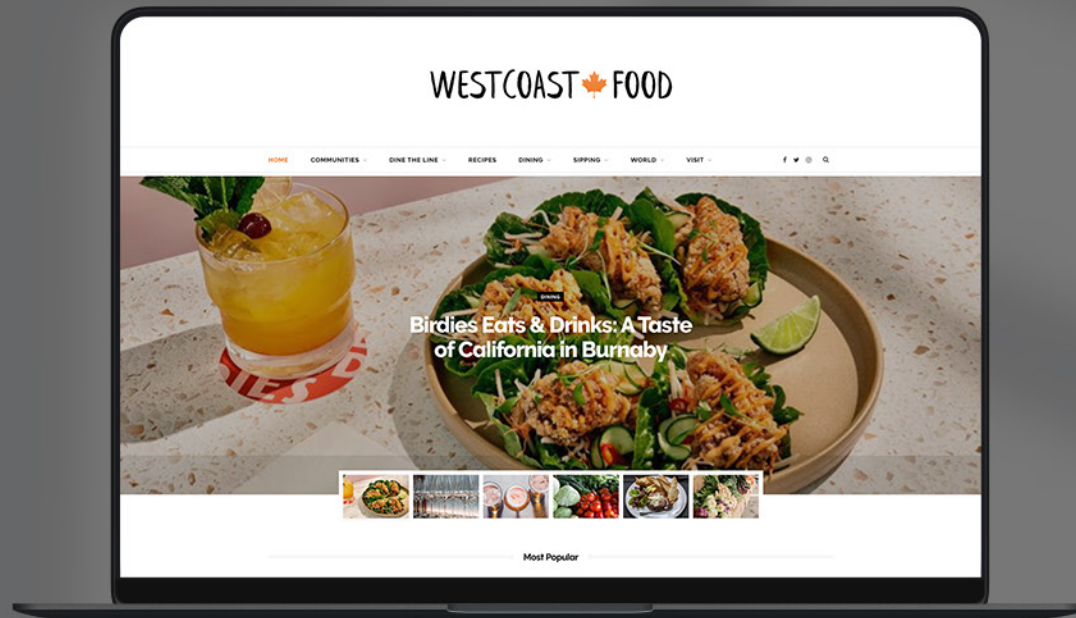 WESTCOAST FOOD
HOME COMMUNITIES DINE THE LINE RECIPES DINING SIPPING WORLD VISIT
DINING
Birdies Eats & Drinks: A Taste
of California in Burnaby
Most Popular